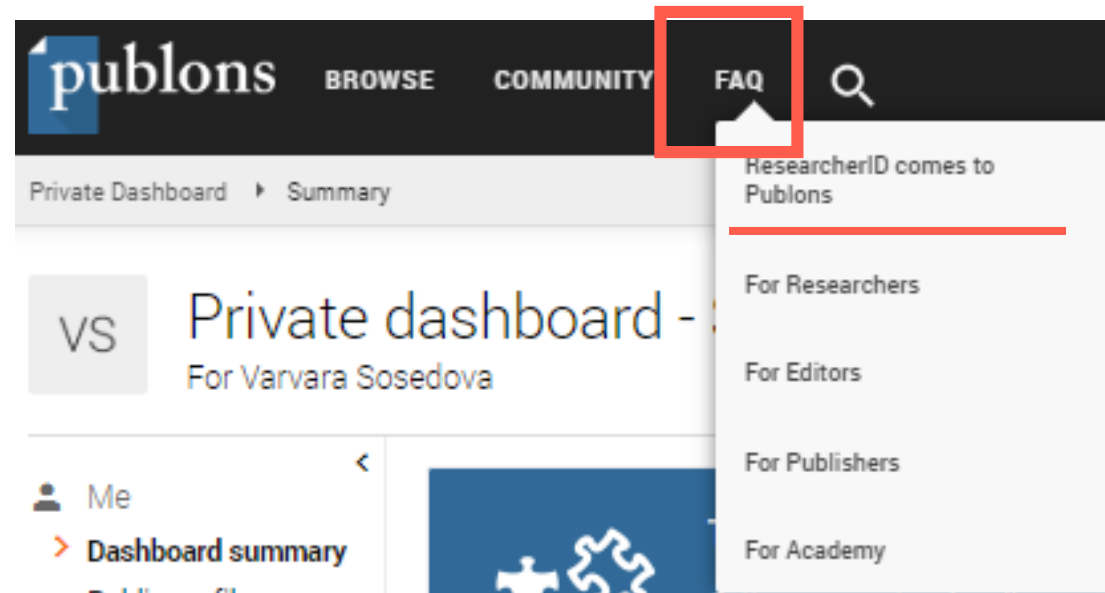 publons BROWSE COMMUNITY FAQ
ResearcherID comes to
Publons
Private Dashboard Summary
For Researchers
Private dashboard -
For Varvara Sosedova
VS
For Editors
For Publishers
Me
Dashboard summary
For Academy